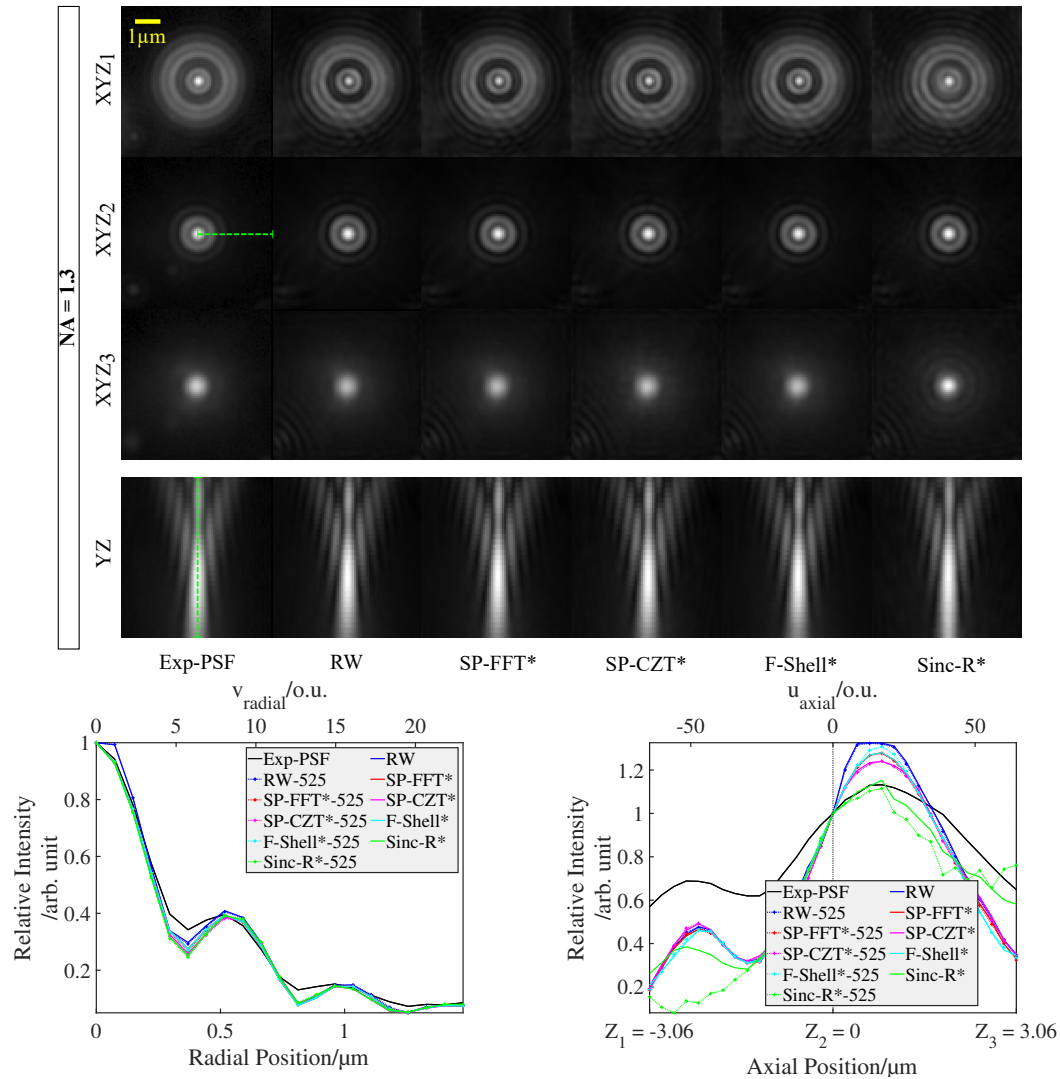 1μm
XYZ1
XYZ2
XYZ3
YZ
NA = 1.3
Exp-PSF RW SP-FFT* SP-CZT* F-Shell* Sinc-R*
v_radial/o.u.
0 5 10 15 20
1
0.8
0.6
0.4
0.2
Relative Intensity
/arb. unit
Exp-PSF RW
RW-525 SP-FFT*
SP-FFT*-525 SP-CZT*
SP-CZT*-525 F-Shell*
F-Shell*-525 Sinc-R*
Sinc-R*-525
0 0.5 1
Radial Position/μm
u_axial/o.u.
-50 0 50
1.2
1
0.8
0.6
0.4
0.2
Relative Intensity
/arb. unit
Exp-PSF RW
RW-525 SP-FFT*
SP-FFT*-525 SP-CZT*
SP-CZT*-525 F-Shell*
F-Shell*-525 Sinc-R*
Sinc-R*-525
Z1 = -3.06 Z2 = 0 Z3 = 3.06
Axial Position/μm